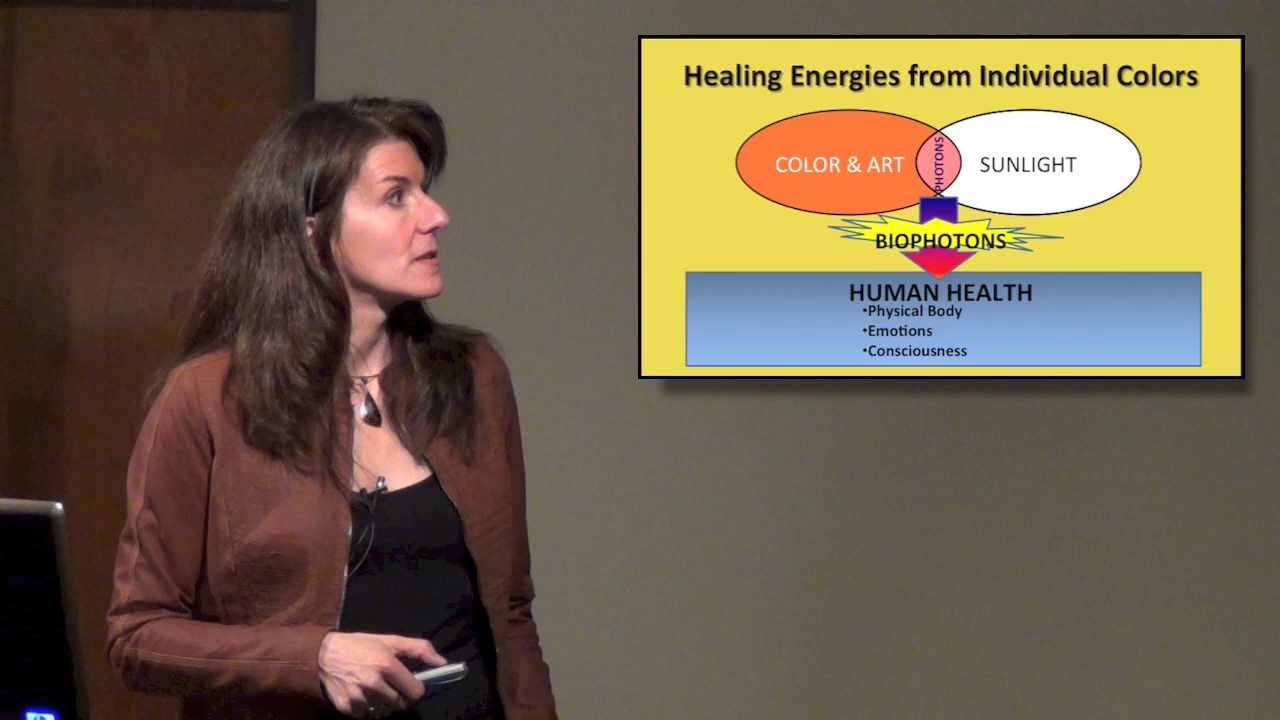 Healing Energies from Individual Colors
COLOR & ART
PHOTONS
SUNLIGHT
BIOPHOTONS
HUMAN HEALTH
•Physical Body
•Emotions
•Consciousness